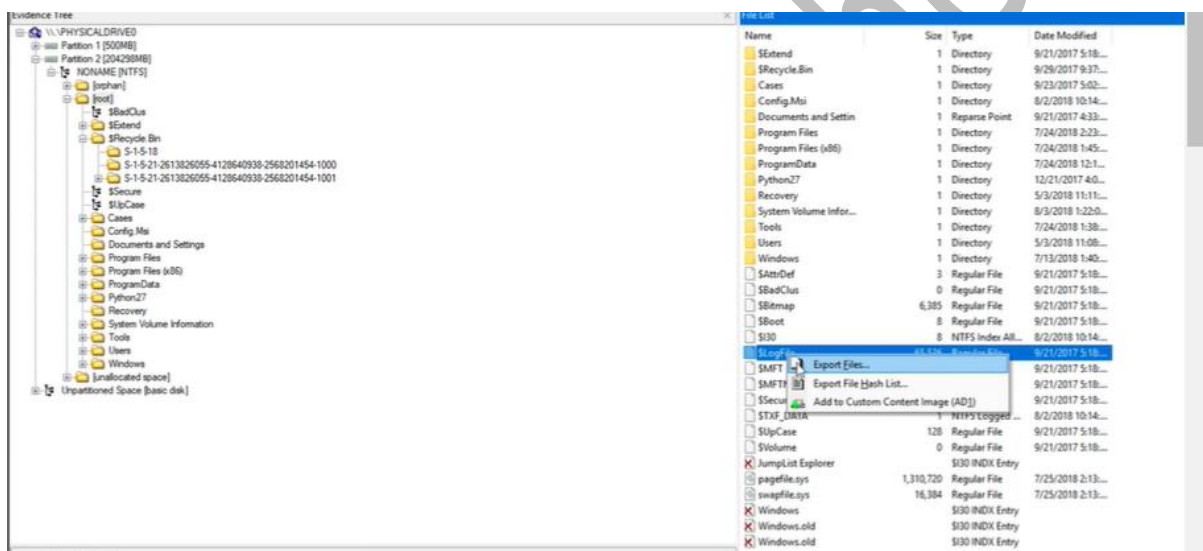 Evidence Tree
\\.\PHYSICALDRIVE0
Partition 1 [500MB]
Partition 2 [204298MB]
NONAME [NTFS]
[orphan]
[root]
$BadClus
$Extend
$Recycle.Bin
S-1-5-18
S-1-5-21-2613826055-4128640938-2568201454-1000
S-1-5-21-2613826055-4128640938-2568201454-1001
$Secure
$UpCase
Cases
Config.Msi
Documents and Settings
Program Files
Program Files (x86)
ProgramData
Python27
Recovery
System Volume Information
Tools
Users
Windows
[unallocated space]
Unpartitioned Space [basic disk]
File List
Name Size Type Date Modified
$Extend 1 Directory 9/21/2017 5:18:...
$Recycle.Bin 1 Directory 9/29/2017 9:37:...
Cases 1 Directory 9/23/2017 5:02:...
Config.Msi 1 Directory 8/2/2018 10:14:...
Documents and Settin 1 Reparse Point 9/21/2017 4:33:...
Program Files 1 Directory 7/24/2018 2:23:...
Program Files (x86) 1 Directory 7/24/2018 1:45:...
ProgramData 1 Directory 7/24/2018 12:1...
Python27 1 Directory 12/21/2017 4:0...
Recovery 1 Directory 5/3/2018 11:11:...
System Volume Infor... 1 Directory 8/3/2018 1:22:0...
Tools 1 Directory 7/24/2018 1:38:...
Users 1 Directory 5/3/2018 11:08:...
Windows 1 Directory 7/13/2018 1:40:...
$AttrDef 3 Regular File 9/21/2017 5:18:...
$BadClus 0 Regular File 9/21/2017 5:18:...
$Bitmap 6,385 Regular File 9/21/2017 5:18:...
$Boot 8 Regular File 9/21/2017 5:18:...
$I30 8 NTFS Index All... 8/2/2018 10:14:...
$LogFile 65,536 Regular File 9/21/2017 5:18:...
$MFT 9/21/2017 5:18:...
$MFTM 9/21/2017 5:18:...
$Secur 9/21/2017 5:18:...
$TXF_DATA 1 NTFS Logged ... 8/2/2018 10:14:...
$UpCase 128 Regular File 9/21/2017 5:18:...
$Volume 0 Regular File 9/21/2017 5:18:...
JumpList Explorer $I30 INDX Entry
pagefile.sys 1,310,720 Regular File 7/25/2018 2:13:...
swapfile.sys 16,384 Regular File 7/25/2018 2:13:...
Windows $I30 INDX Entry
Windows.old $I30 INDX Entry
Windows.old $I30 INDX Entry
Export Files...
Export File Hash List...
Add to Custom Content Image (AD1)